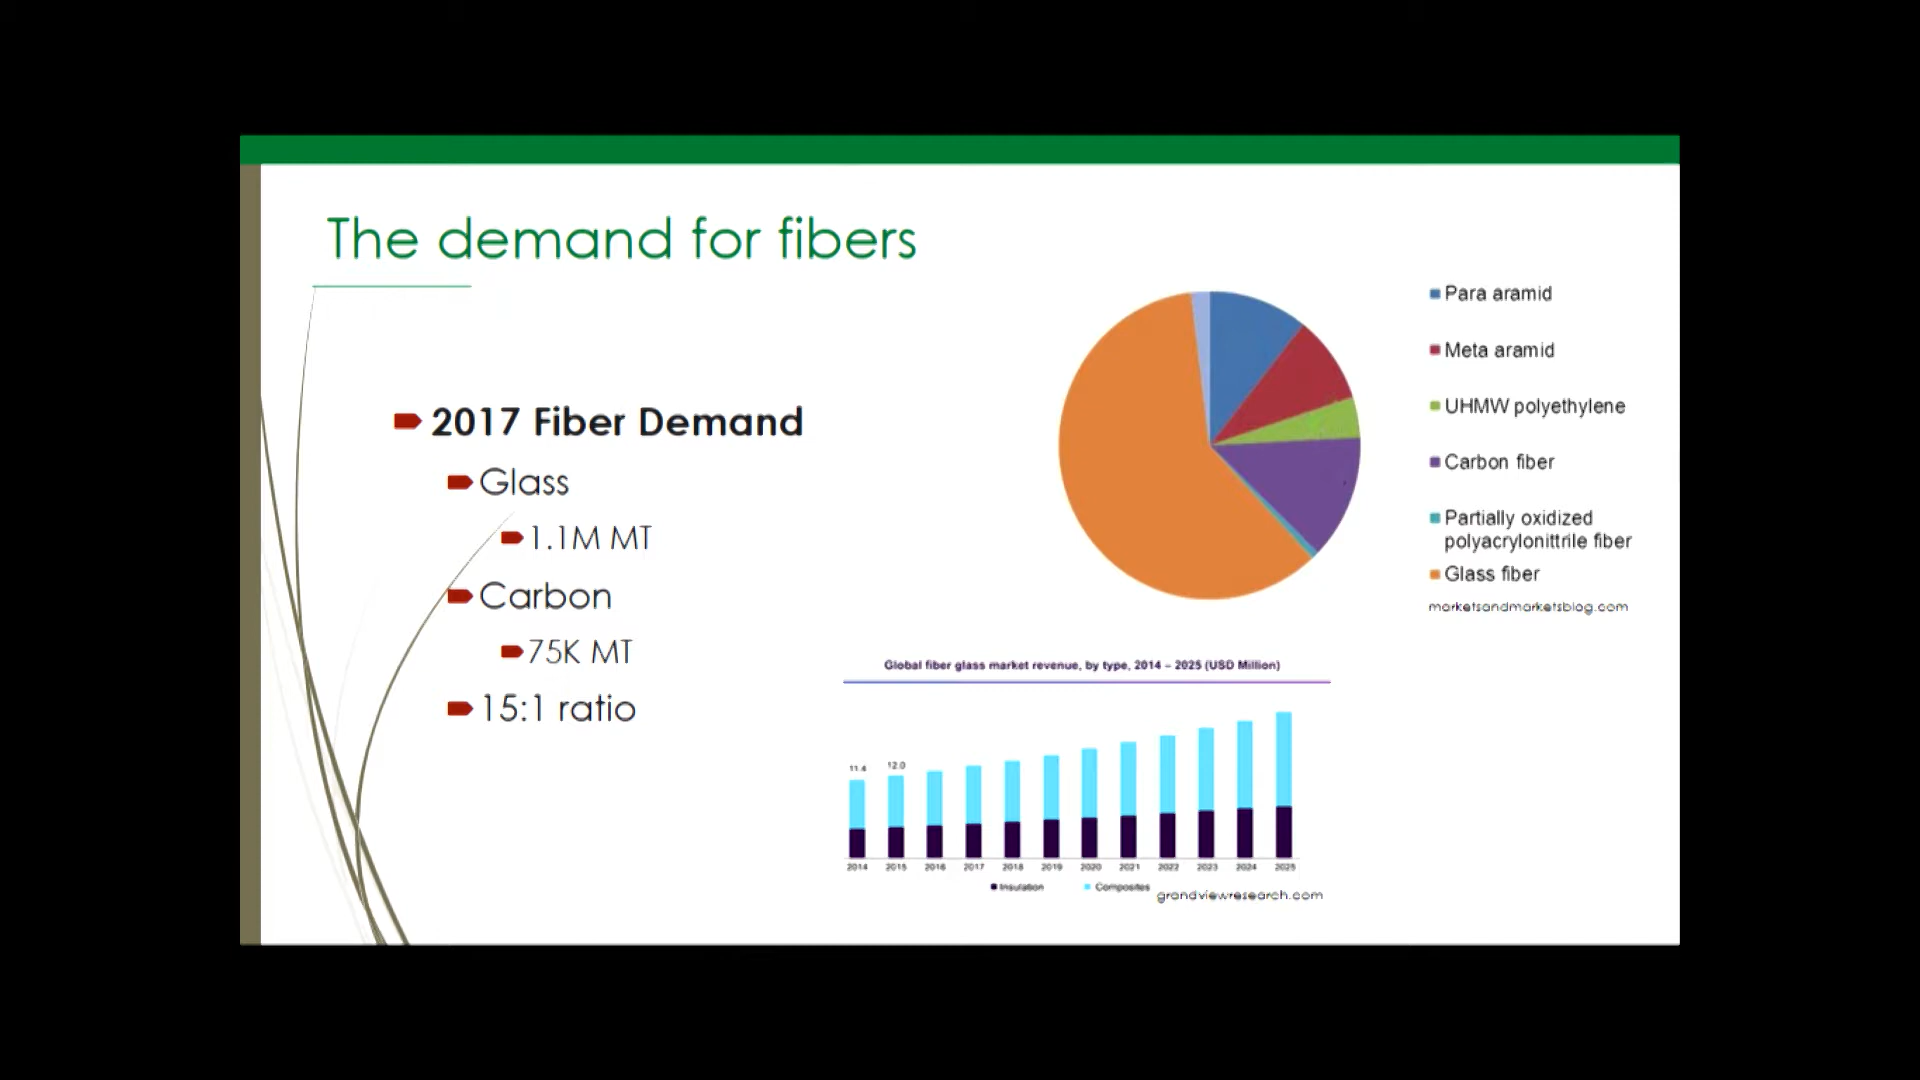 The demand for fibers
2017 Fiber Demand
Glass
1.1M MT
Carbon
75K MT
15:1 ratio
Para aramid
Meta aramid
UHMW polyethylene
Carbon fiber
Partially oxidized
polyacrylonittrile fiber
Glass fiber
marketsandmarketsblog.com
Global fiber glass market revenue, by type, 2014 – 2025 (USD Million)
11.4 12.0
2014 2015 2016 2017 2018 2019 2020 2021 2022 2023 2024 2025
Insulation Composites
grandviewresearch.com